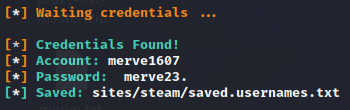 [*] Waiting credentials ...
[*] Credentials Found!
[*] Account: merve1607
[*] Password:  merve23.
[*] Saved: sites/steam/saved.usernames.txt